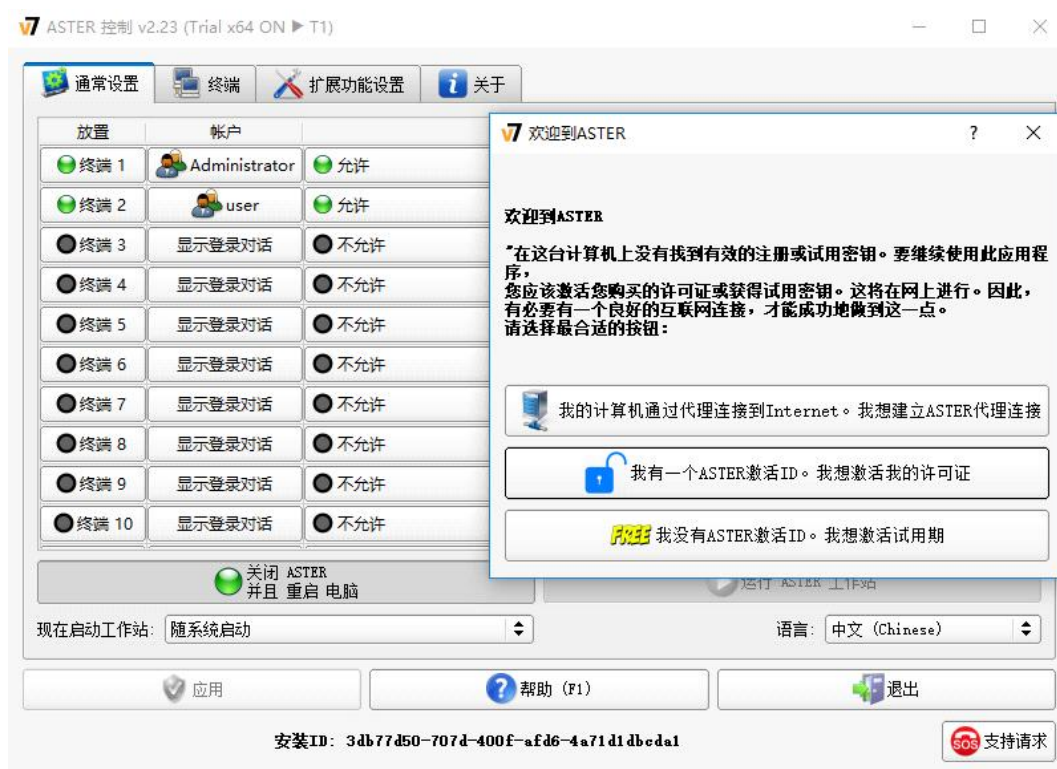 ASTER 控制 v2.23 (Trial x64 ON ▶ T1)
通常设置 终端 扩展功能设置 关于
放置 帐户
终端 1 Administrator 允许
终端 2 user 允许
终端 3 显示登录对话 不允许
终端 4 显示登录对话 不允许
终端 5 显示登录对话 不允许
终端 6 显示登录对话 不允许
终端 7 显示登录对话 不允许
终端 8 显示登录对话 不允许
终端 9 显示登录对话 不允许
终端 10 显示登录对话 不允许
欢迎到ASTER ?
欢迎到ASTER
"在这台计算机上没有找到有效的注册或试用密钥。要继续使用此应用程
序，
您应该激活您购买的许可证或获得试用密钥。这将在网上进行。因此，
有必要有一个良好的互联网连接，才能成功地做到这一点。
请选择最合适的按钮：
我的计算机通过代理连接到Internet。我想建立ASTER代理连接
我有一个ASTER激活ID。我想激活我的许可证
FREE 我没有ASTER激活ID。我想激活试用期
关闭 ASTER
并且 重启 电脑
运行 ASTER 工作站
现在启动工作站: 随系统启动
语言: 中文 (Chinese)
应用 帮助 (F1) 退出
安装ID: 3db77d50-707d-400f-afd6-4a71d1dbcda1
SOS 支持请求